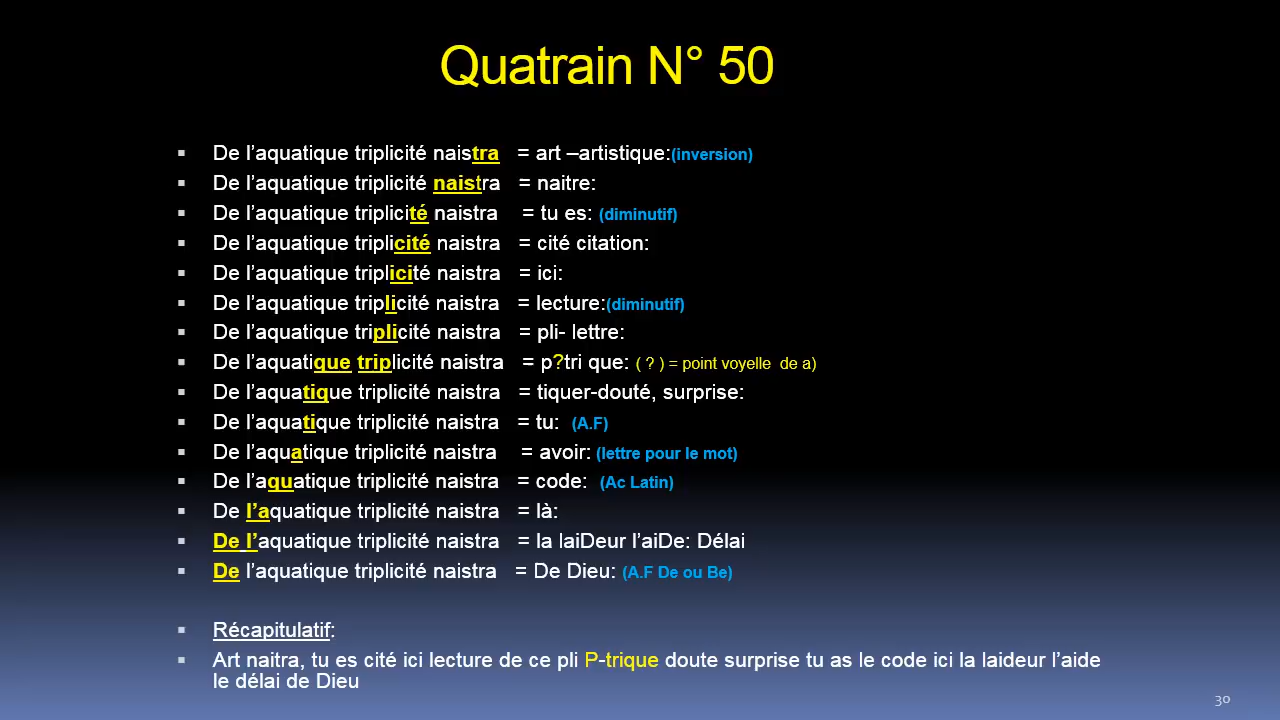 Quatrain N° 50
▪ De l’aquatique triplicité naistra = art –artistique:(inversion)
▪ De l’aquatique triplicité naistra = naitre:
▪ De l’aquatique triplicité naistra = tu es: (diminutif)
▪ De l’aquatique triplicité naistra = cité citation:
▪ De l’aquatique triplicité naistra = ici:
▪ De l’aquatique triplicité naistra = lecture:(diminutif)
▪ De l’aquatique triplicité naistra = pli- lettre:
▪ De l’aquatique triplicité naistra = p?tri que: ( ? ) = point voyelle de a)
▪ De l’aquatique triplicité naistra = tiquer-douté, surprise:
▪ De l’aquatique triplicité naistra = tu: (A.F)
▪ De l’aquatique triplicité naistra = avoir: (lettre pour le mot)
▪ De l’aquatique triplicité naistra = code: (Ac Latin)
▪ De l’aquatique triplicité naistra = là:
▪ De l’aquatique triplicité naistra = la laiDeur l’aiDe: Délai
▪ De l’aquatique triplicité naistra = De Dieu: (A.F De ou Be)
▪ Récapitulatif:
▪ Art naitra, tu es cité ici lecture de ce pli P-trique doute surprise tu as le code ici la laideur l’aide
le délai de Dieu
30